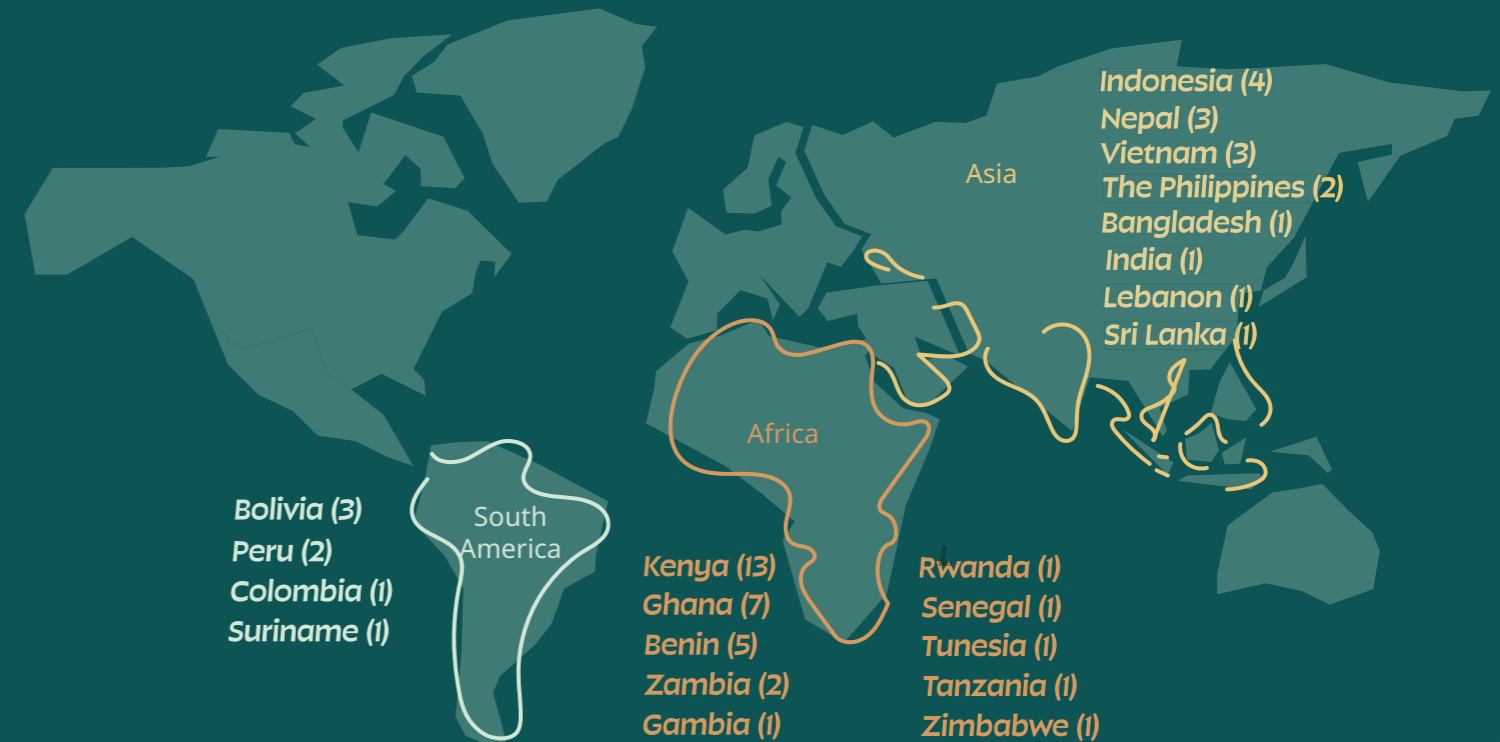 Asia
Indonesia (4)
Nepal (3)
Vietnam (3)
The Philippines (2)
Bangladesh (1)
India (1)
Lebanon (1)
Sri Lanka (1)
Africa
Kenya (13)
Ghana (7)
Benin (5)
Zambia (2)
Gambia (1)
Rwanda (1)
Senegal (1)
Tunesia (1)
Tanzania (1)
Zimbabwe (1)
South
America
Bolivia (3)
Peru (2)
Colombia (1)
Suriname (1)